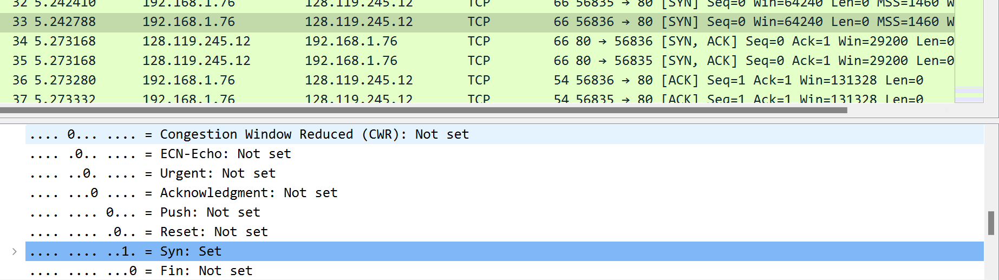 32 5.242410 192.168.1.76 128.119.245.12 TCP 66 56835 → 80 [SYN] Seq=0 Win=64240 Len=0 MSS=1460 W
33 5.242788 192.168.1.76 128.119.245.12 TCP 66 56836 → 80 [SYN] Seq=0 Win=64240 Len=0 MSS=1460 W
34 5.273168 128.119.245.12 192.168.1.76 TCP 66 80 → 56836 [SYN, ACK] Seq=0 Ack=1 Win=29200 Len=0
35 5.273168 128.119.245.12 192.168.1.76 TCP 66 80 → 56835 [SYN, ACK] Seq=0 Ack=1 Win=29200 Len=0
36 5.273280 192.168.1.76 128.119.245.12 TCP 54 56836 → 80 [ACK] Seq=1 Ack=1 Win=131328 Len=0
37 5.273332 192.168.1.76 128.119.245.12 TCP 54 56835 → 80 [ACK] Seq=1 Ack=1 Win=131328 Len=0
.... 0... .... = Congestion Window Reduced (CWR): Not set
.... .0.. .... = ECN-Echo: Not set
.... ..0. .... = Urgent: Not set
.... ...0 .... = Acknowledgment: Not set
.... .... 0... = Push: Not set
.... .... .0.. = Reset: Not set
.... .... ..1. = Syn: Set
.... .... ...0 = Fin: Not set